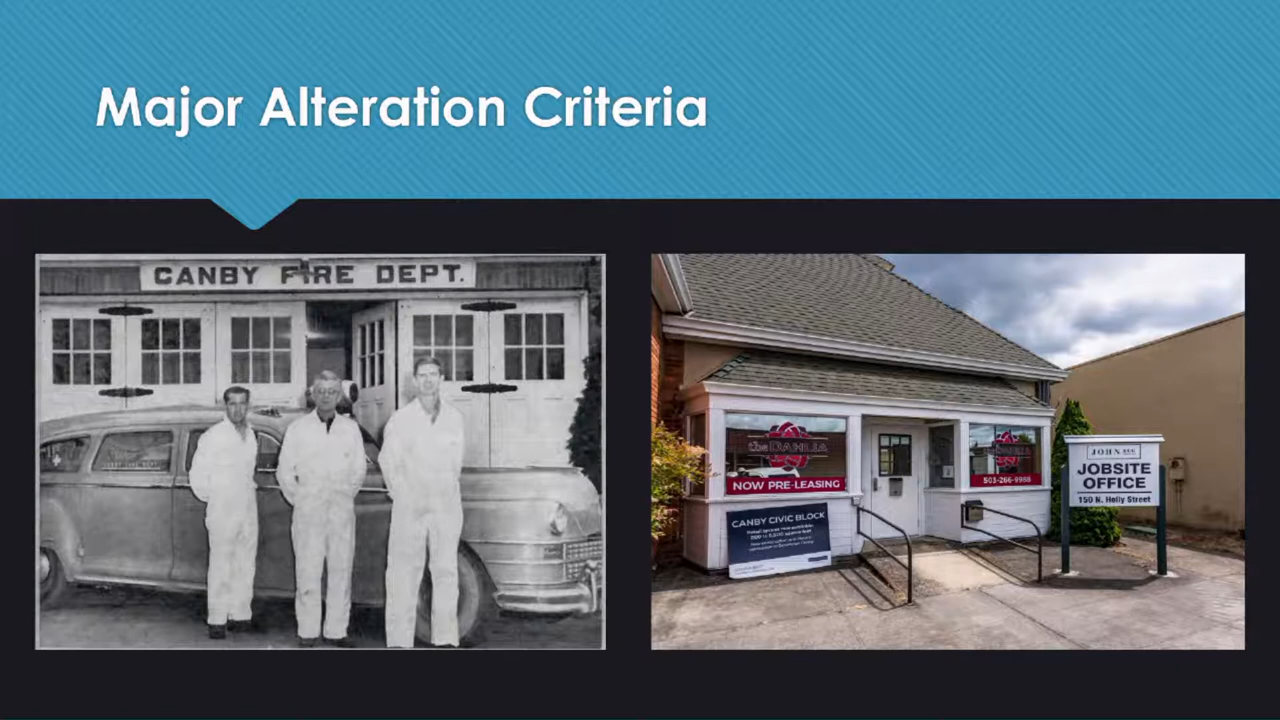 Major Alteration Criteria
CANBY FIRE DEPT.
the DAHLIA
NOW PRE-LEASING
503-266-9988
CANBY CIVIC BLOCK
JOHN
JOBSITE
OFFICE
150 N. Holly Street